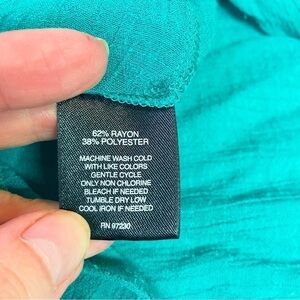 62% RAYON
38% POLYESTER
MACHINE WASH COLD
WITH LIKE COLORS
GENTLE CYCLE
ONLY NON CHLORINE
BLEACH IF NEEDED
TUMBLE DRY LOW
COOL IRON IF NEEDED
RN 97230